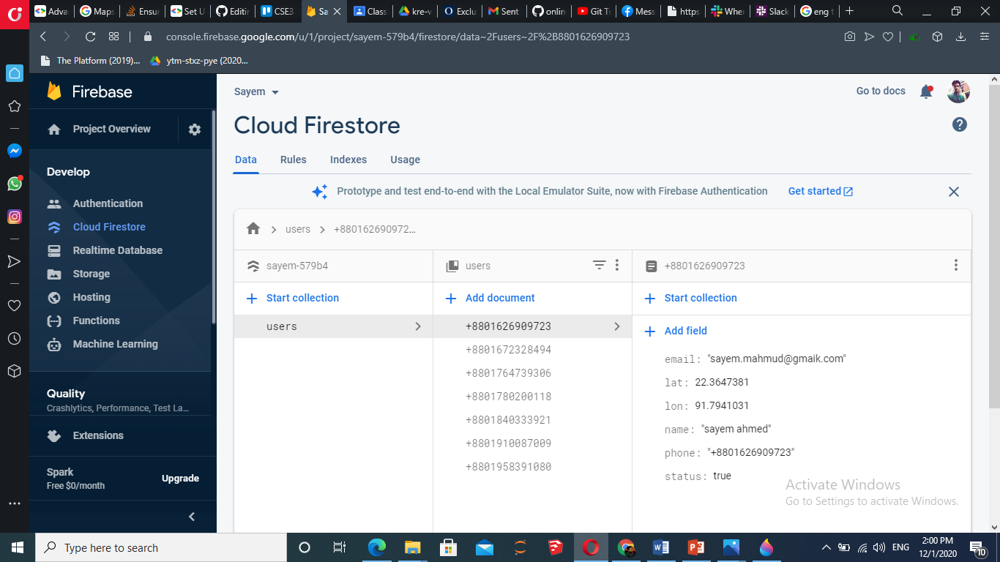 Adva
Maps
Ensur
Set U
Editin
CSE3
Sa
Class
kre-v
Exclu
Sent
onlin
Git T
Mess
https
When
Slack
eng t
console.firebase.google.com/u/1/project/sayem-579b4/firestore/data~2Fusers~2F%2B8801626909723
The Platform (2019)...
ytm-stxz-pye (2020...
Firebase
Sayem
Go to docs
Project Overview
Cloud Firestore
Data Rules Indexes Usage
Develop
Authentication
Cloud Firestore
Realtime Database
Storage
Hosting
Functions
Machine Learning
Quality
Crashlytics, Performance, Test La...
Extensions
Spark
Free $0/month
Upgrade
Prototype and test end-to-end with the Local Emulator Suite, now with Firebase Authentication Get started
users
+880162690972...
sayem-579b4
Start collection
users
users
Add document
+8801626909723
+8801672328494
+8801764739306
+8801780200118
+8801840333921
+8801910087009
+8801958391080
+8801626909723
Start collection
Add field
email: "sayem.mahmud@gmaik.com"
lat: 22.3647381
lon: 91.7941031
name: "sayem ahmed"
phone: "+8801626909723"
status: true
Activate Windows
Go to Settings to activate Windows.
Type here to search
ENG
2:00 PM
12/1/2020
10